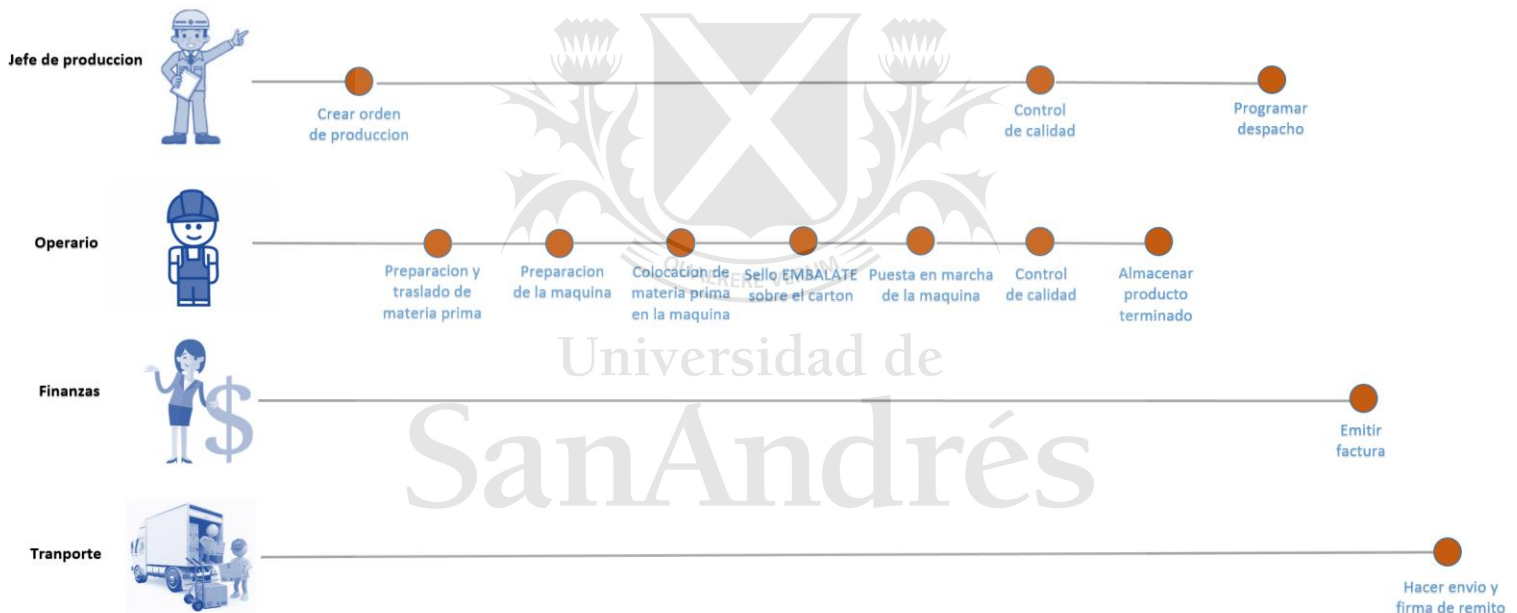 Jefe de produccion
Crear orden
de produccion
Control
de calidad
Programar
despacho
Operario
Preparacion y
traslado de
materia prima
Preparacion
de la maquina
Colocacion de
materia prima
en la maquina
Sello EMBALATE
sobre el carton
Puesta en marcha
de la maquina
Control
de calidad
Almacenar
producto
terminado
QUAERERE VERUM
Universidad de
SanAndrés
Finanzas
$
Emitir
factura
Tranporte
Hacer envio y
firma de remito